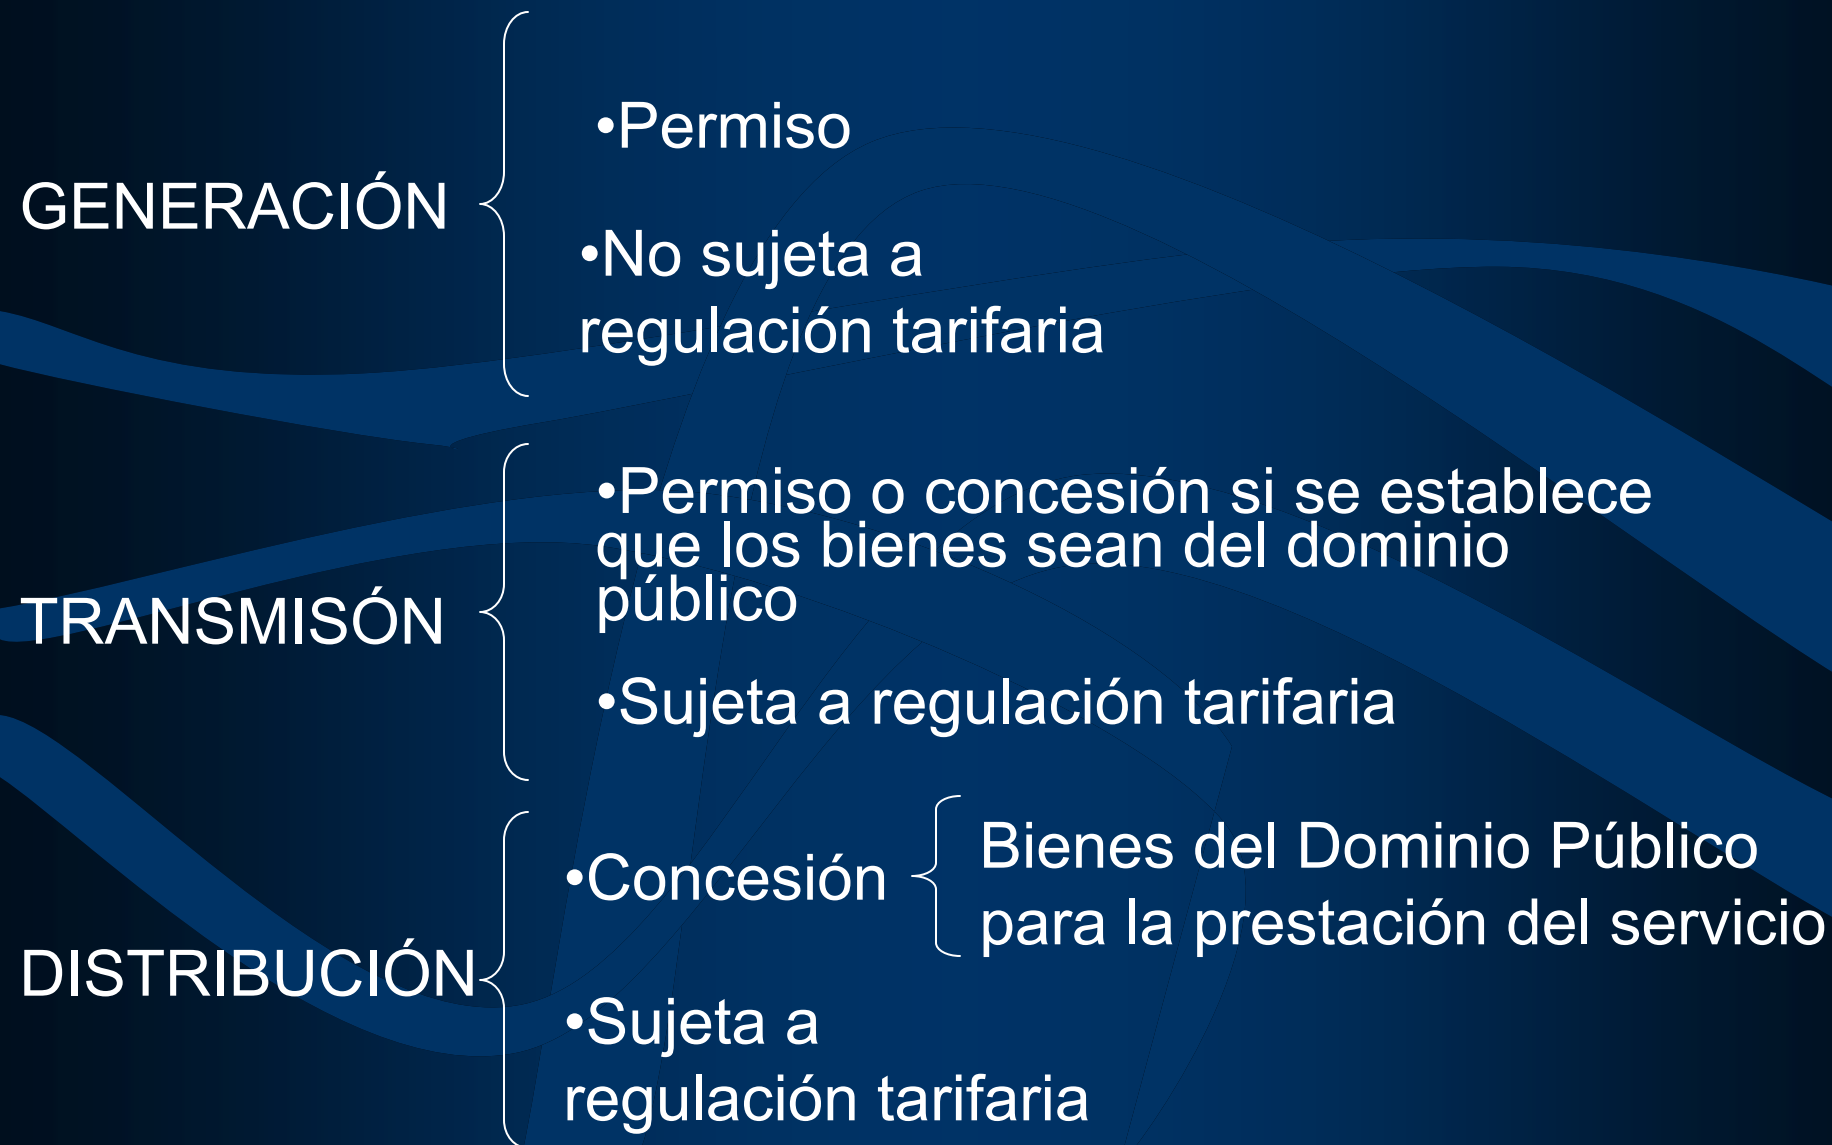 GENERACIÓN
•Permiso
•No sujeta a
regulación tarifaria
TRANSMISÓN
•Permiso o concesión si se establece
que los bienes sean del dominio
público
•Sujeta a regulación tarifaria
DISTRIBUCIÓN
•Concesión
Bienes del Dominio Público
para la prestación del servicio
•Sujeta a
regulación tarifaria